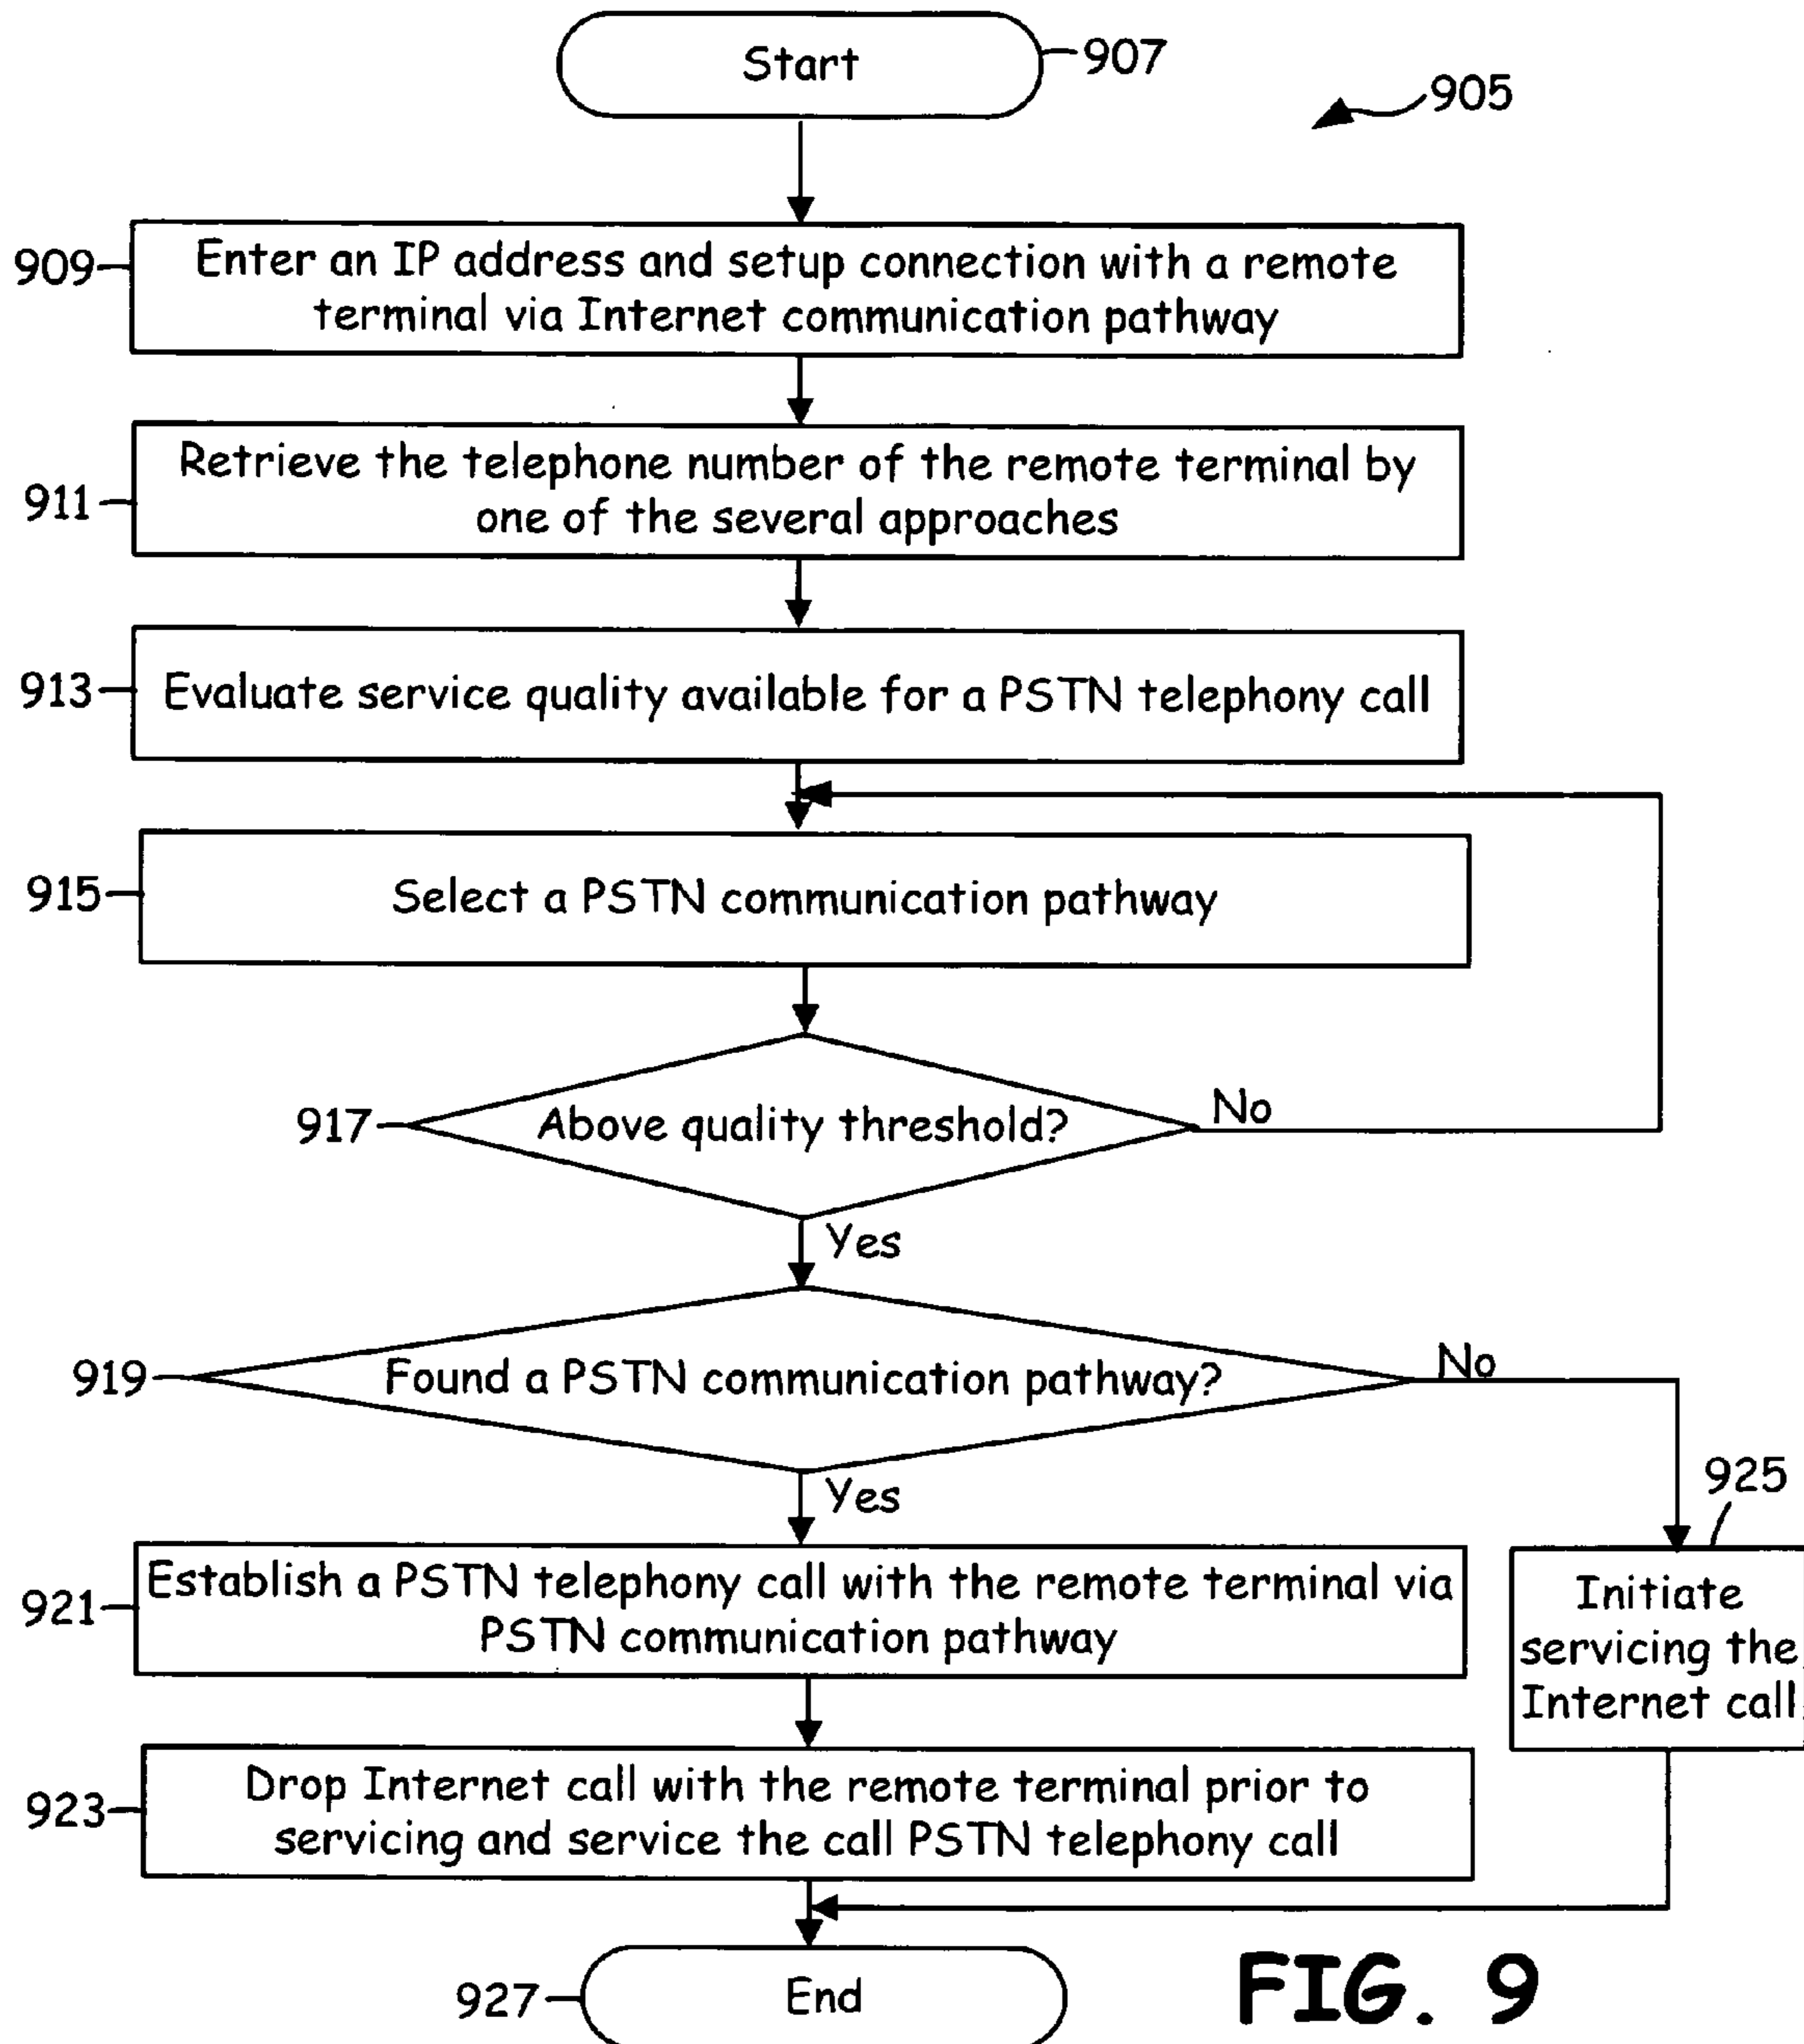 Start
907
905
909
Enter an IP address and setup connection with a remote
terminal via Internet communication pathway
911
Retrieve the telephone number of the remote terminal by
one of the several approaches
913
Evaluate service quality available for a PSTN telephony call
915
Select a PSTN communication pathway
917
Above quality threshold?
No
Yes
919
Found a PSTN communication pathway?
No
Yes
925
921
Establish a PSTN telephony call with the remote terminal via
PSTN communication pathway
Initiate
servicing the
Internet call
923
Drop Internet call with the remote terminal prior to
servicing and service the call PSTN telephony call
927
End
FIG. 9